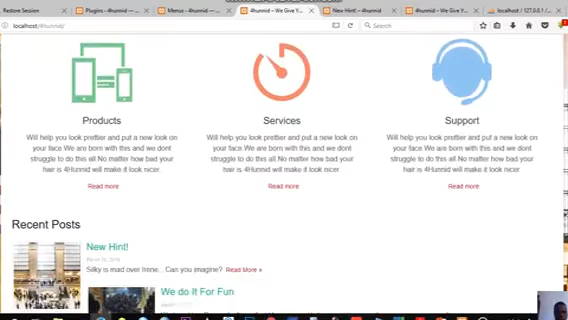 Restore Session
Plugins ‹ 4hunnid — ...
Menus ‹ 4hunnid — W...
4hunnid – We Give Y...
New Hint! – 4hunnid
4hunnid – We Give Y...
localhost / 127.0.0.1 / ...
localhost/4hunnid/
Search
Products
Services
Support
Will help you look prettier and put a new look on
your face.We are born with this and we dont
struggle to do this all.No matter how bad your
hair is 4Hunnid will make it look nicer.
Read more
Will help you look prettier and put a new look on
your face.We are born with this and we dont
struggle to do this all.No matter how bad your
hair is 4Hunnid will make it look nicer.
Read more
Will help you look prettier and put a new look on
your face.We are born with this and we dont
struggle to do this all.No matter how bad your
hair is 4Hunnid will make it look nicer.
Read more
Recent Posts
New Hint!
Silky is mad over Irene... Can you imagine? Read More »
We do It For Fun